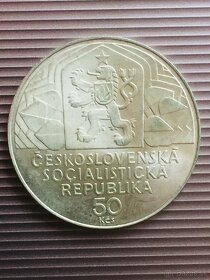 ČESKOSLOVENSKÁ
SOCIALISTICKÁ
REPUBLIKA
50
Kčs